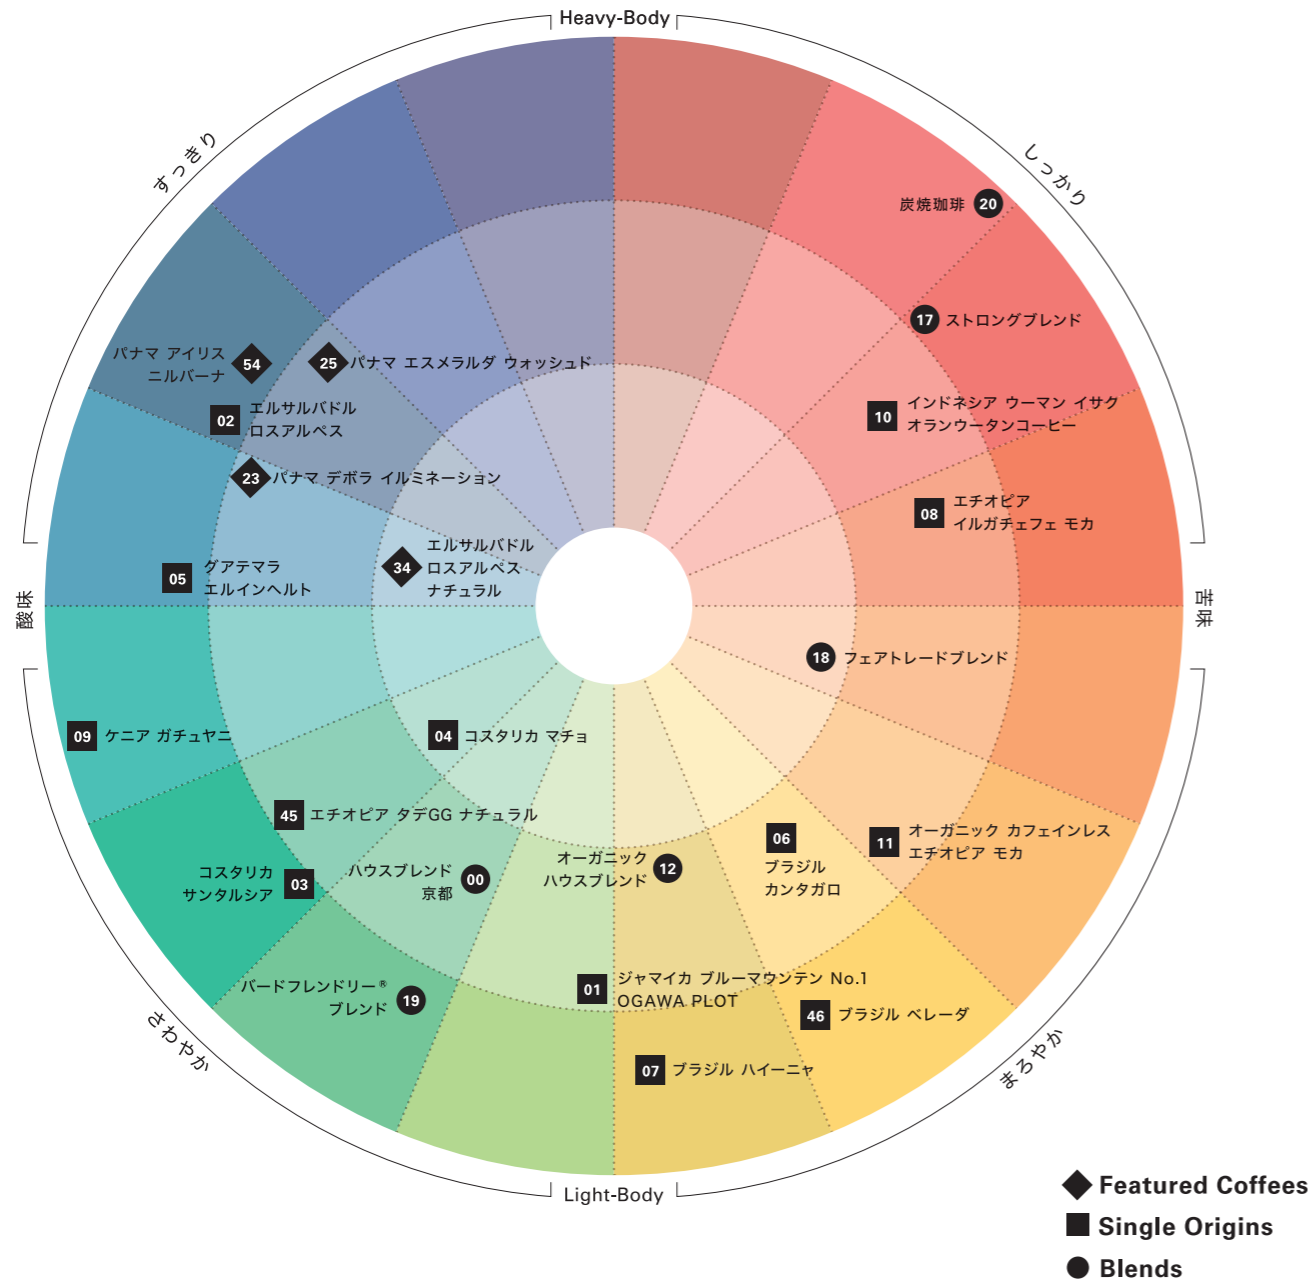 Heavy-Body
すっきり
しっかり
炭焼珈琲 20
17 ストロングブレンド
パナマ アイリス
ニルバーナ
54
25 パナマ エスメラルダ ウォッシュド
02
エルサルバドル
ロスアルペス
10
インドネシア ウーマン イサク
オランウータンコーヒー
23 パナマ デボラ イルミネーション
08
エチオピア
イルガチェフェ モカ
34
エルサルバドル
ロスアルペス
ナチュラル
05
グアテマラ
エルインヘルト
酸味
苦味
18 フェアトレードブレンド
09 ケニア ガチュヤニ
04 コスタリカ マチョ
45 エチオピア タデGG ナチュラル
06
ブラジル
カンタガロ
11
オーガニック カフェインレス
エチオピア モカ
コスタリカ
サンタルシア
03
ハウスブレンド
京都
00
オーガニック
ハウスブレンド
12
バードフレンドリー®
ブレンド
19
01
ジャマイカ ブルーマウンテン No.1
OGAWA PLOT
46 ブラジル ベレーダ
07 ブラジル ハイーニャ
さわやか
まろやか
Light-Body
Featured Coffees
Single Origins
Blends